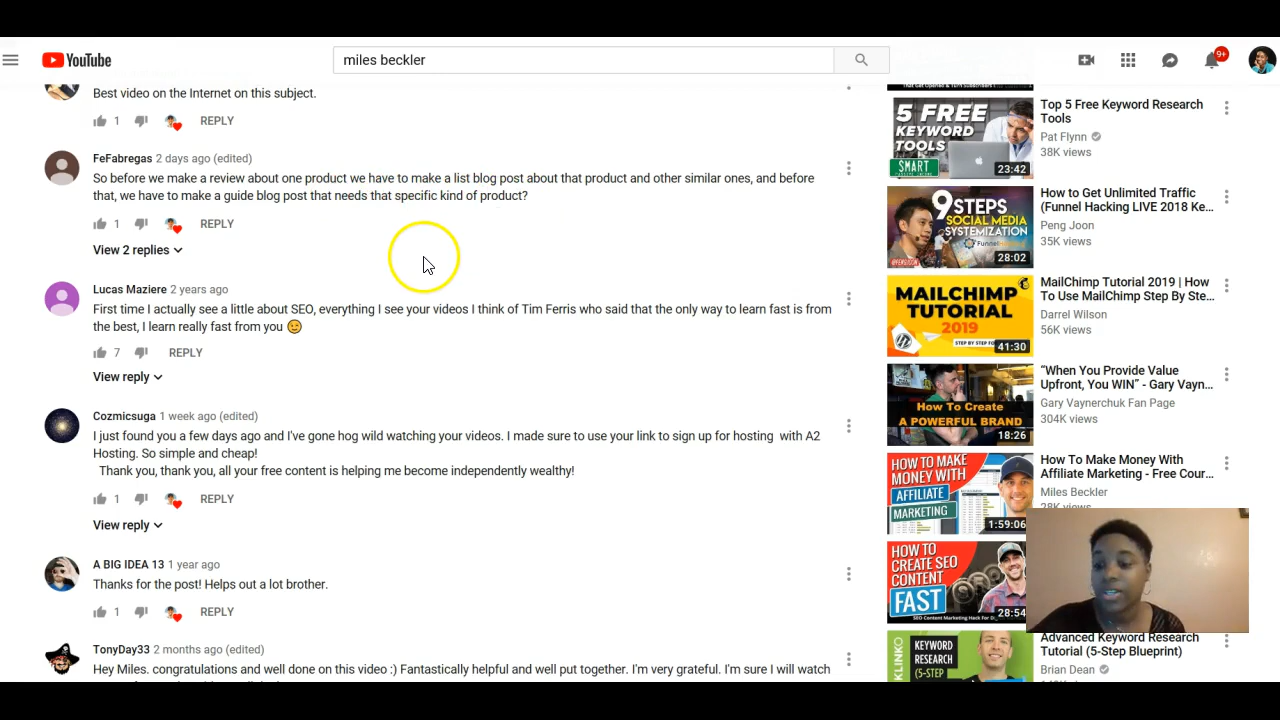 YouTube
miles beckler
9+
Best video on the Internet on this subject.
1 REPLY
FeFabregas 2 days ago (edited)
So before we make a review about one product we have to make a list blog post about that product and other similar ones, and before
that, we have to make a guide blog post that needs that specific kind of product?
1 REPLY
View 2 replies
Lucas Maziere 2 years ago
First time I actually see a little about SEO, everything I see your videos I think of Tim Ferris who said that the only way to learn fast is from
the best, I learn really fast from you
7 REPLY
View reply
Cozmicsuga 1 week ago (edited)
I just found you a few days ago and I've gone hog wild watching your videos. I made sure to use your link to sign up for hosting with A2
Hosting. So simple and cheap!
Thank you, thank you, all your free content is helping me become independently wealthy!
1 REPLY
View reply
A BIG IDEA 13 1 year ago
Thanks for the post! Helps out a lot brother.
1 REPLY
TonyDay33 2 months ago (edited)
Hey Miles. congratulations and well done on this video :) Fantastically helpful and well put together. I'm very grateful. I'm sure I will watch
5 FREE
KEYWORD
TOOLS
SMART
23:42
Top 5 Free Keyword Research
Tools
Pat Flynn
38K views
9 STEPS
SOCIAL MEDIA
SYSTEMIZATION
28:02
How to Get Unlimited Traffic
(Funnel Hacking LIVE 2018 Ke...
Peng Joon
35K views
MAILCHIMP
TUTORIAL
2019
41:30
MailChimp Tutorial 2019 | How
To Use MailChimp Step By Ste...
Darrel Wilson
56K views
How To Create
A POWERFUL BRAND
18:26
“When You Provide Value
Upfront, You WIN” - Gary Vayn...
Gary Vaynerchuk Fan Page
304K views
HOW TO MAKE
MONEY WITH
AFFILIATE
MARKETING
1:59:06
How To Make Money With
Affiliate Marketing - Free Cour...
Miles Beckler
28K views
HOW TO
CREATE SEO
CONTENT
FAST
28:54
KEYWORD
RESEARCH
(5-STEP
Advanced Keyword Research
Tutorial (5-Step Blueprint)
Brian Dean